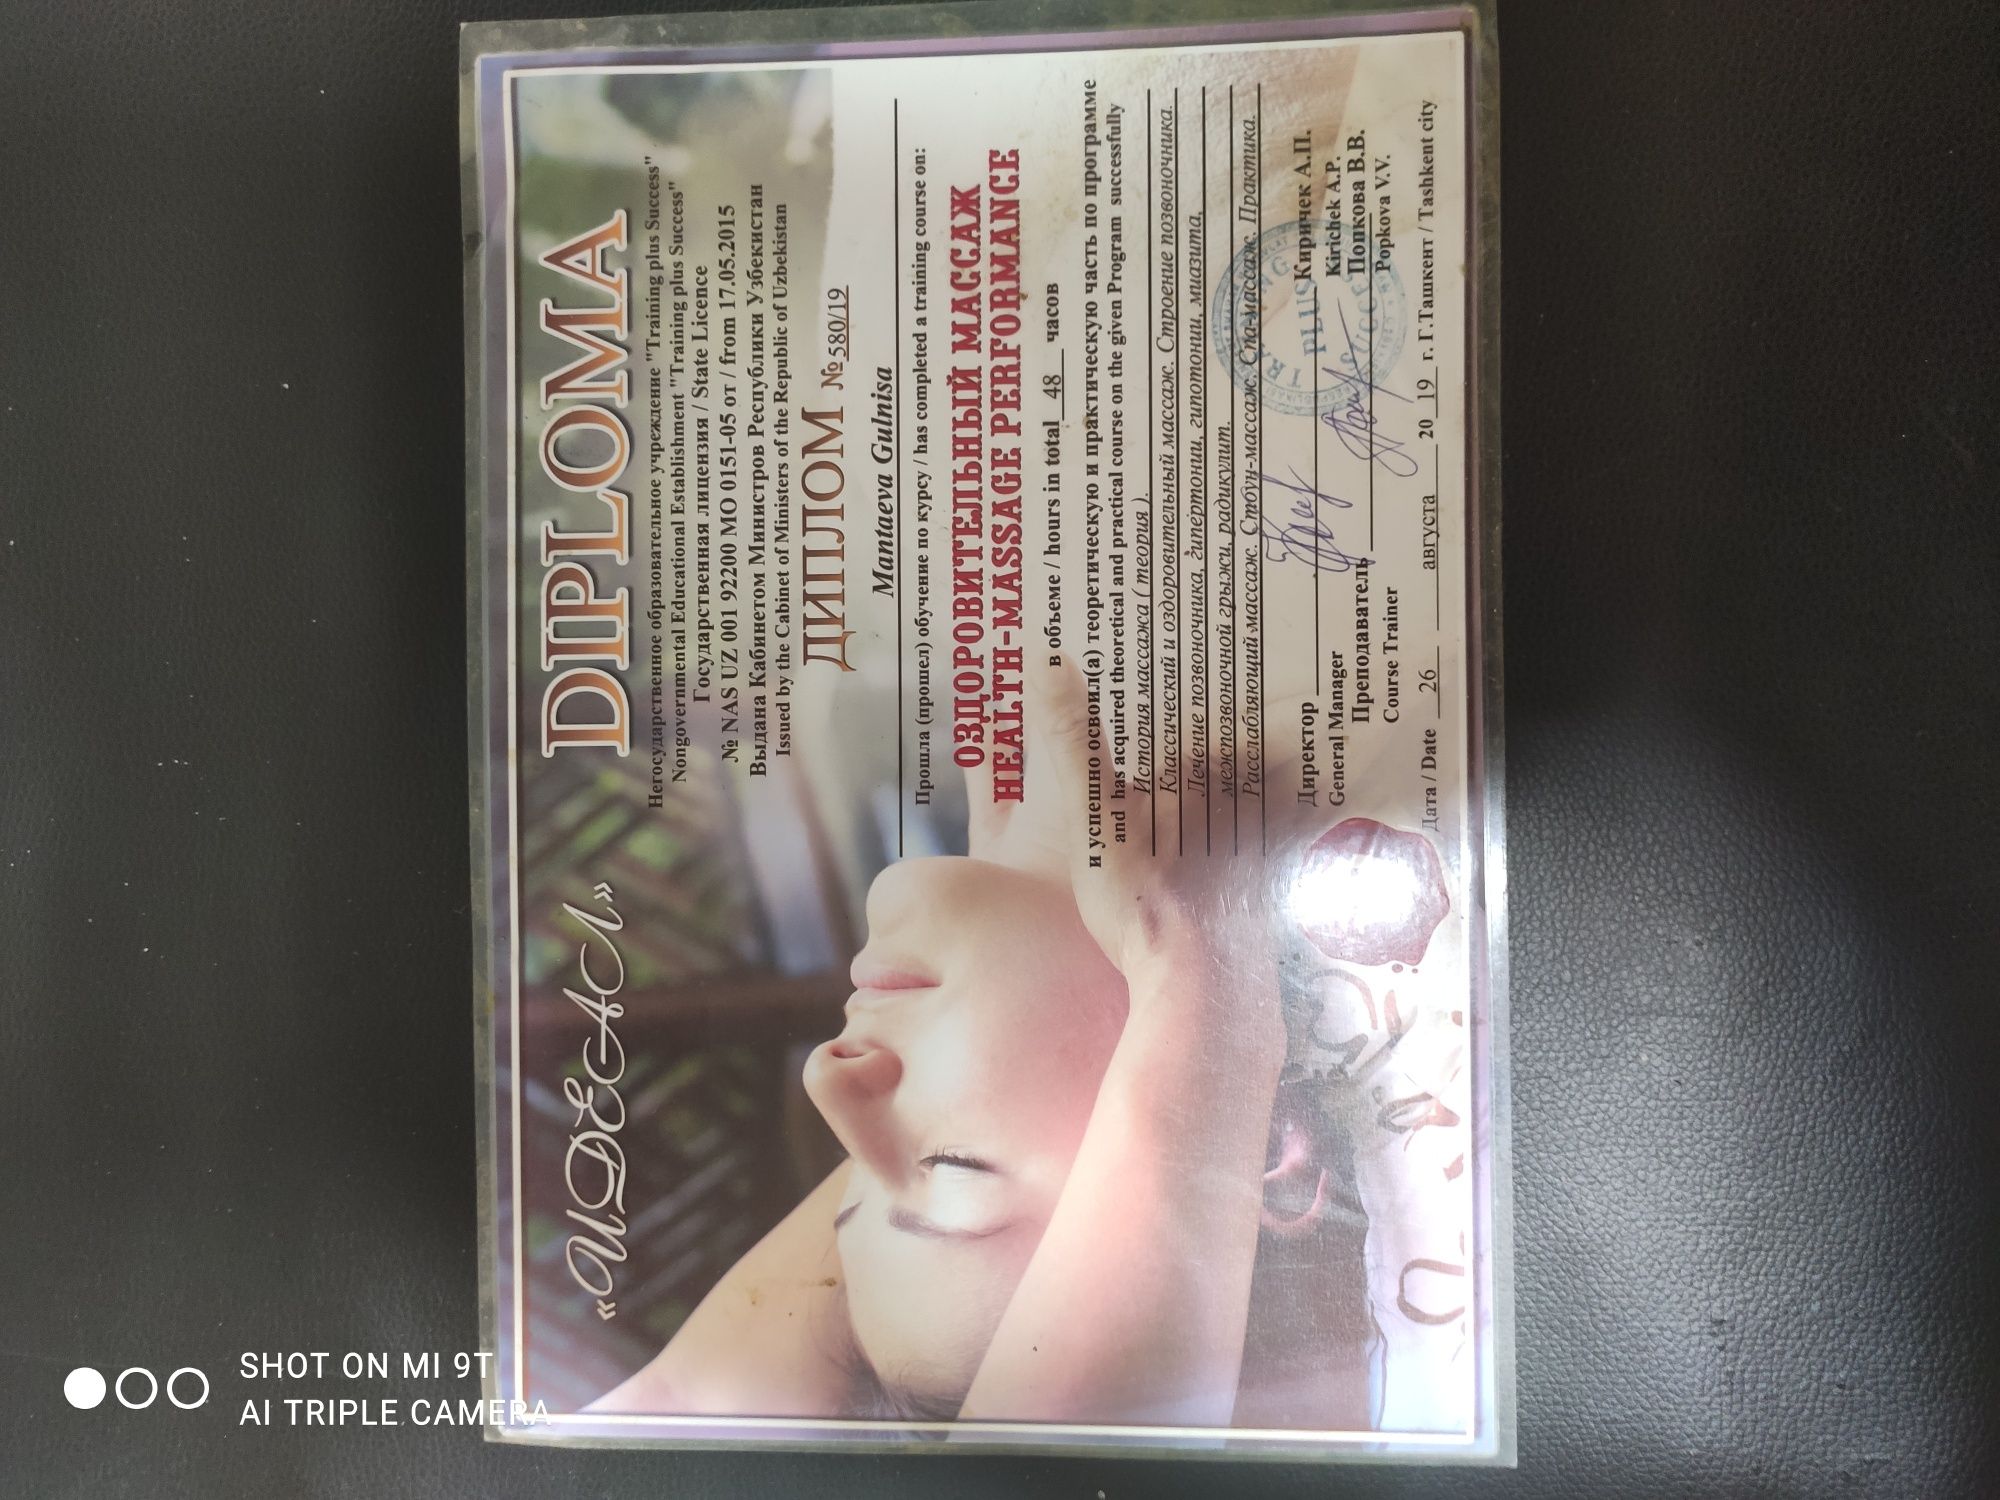 «ИДЕАЛ»
DIPLOMA
Негосударственное образовательное учреждение "Training plus Success"
Nongovernmental Educational Establishment "Training plus Success"
Государственная лицензия / State Licence
№ NAS UZ 001 92200 МО 0151-05 от / from 17.05.2015
Выдана Кабинетом Министров Республики Узбекистан
Issued by the Cabinet of Ministers of the Republic of Uzbekistan
ДИПЛОМ №580/19
Mantaeva Gulnisa
Прошла (прошел) обучение по курсу / has completed a training course on:
ОЗДОРОВИТЕЛЬНЫЙ МАССАЖ
HEALTH-MASSAGE PERFORMANCE
в объеме / hours in total 48 часов
и успешно освоил(а) теоретическую и практическую часть по программе
and has acquired theoretical and practical course on the given Program successfully
История массажа ( теория ).
Классический и оздоровительный массаж. Строение позвоночника.
Лечение позвоночника, гипертонии, гипотонии, миазита,
межпозвоночной грыжи, радикулит.
Расслабляющий массаж. Стоун-массаж. Спа-массаж. Практика.
Директор Киричек А.П.
General Manager Kirichek A.P.
Преподаватель Попкова В.В.
Course Trainer Popkova V.V.
Дата / Date 26 августа 20 19 г. Г.Ташкент / Tashkent city
TRAINING
PLUS
SUCCESS
SHOT ON MI 9T
AI TRIPLE CAMERA